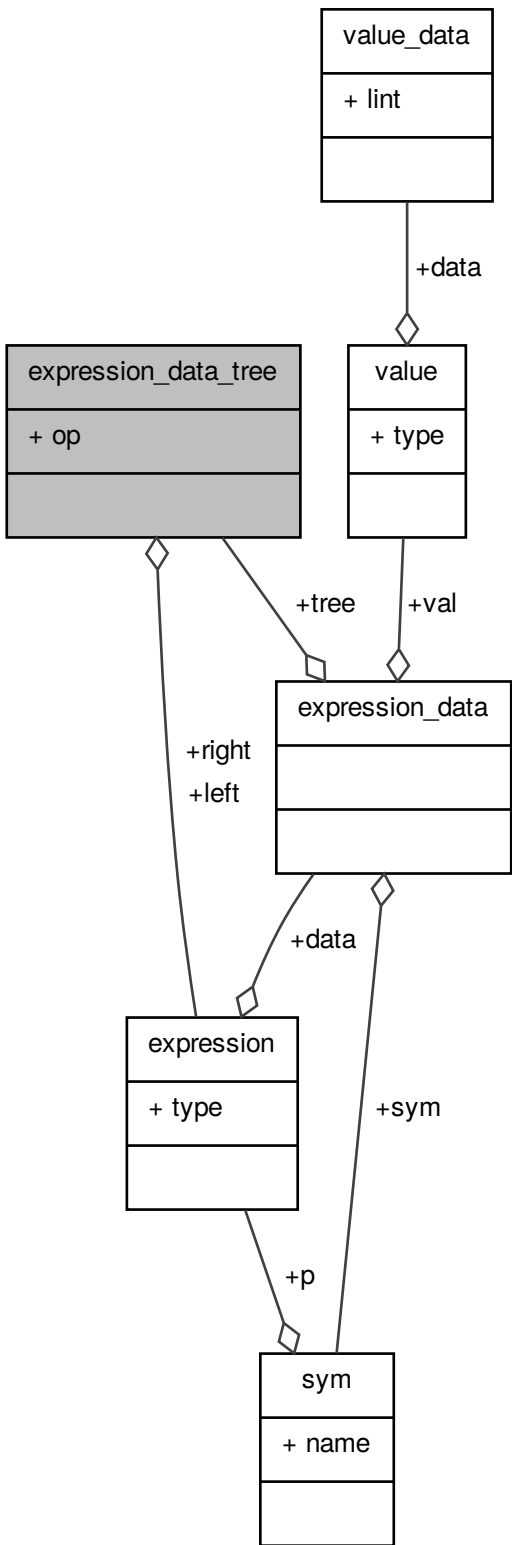 value_data
+ lint
+data
expression_data_tree
+ op
value
+ type
+tree
+val
expression_data
+right
+left
+data
expression
+ type
+sym
+p
sym
+ name